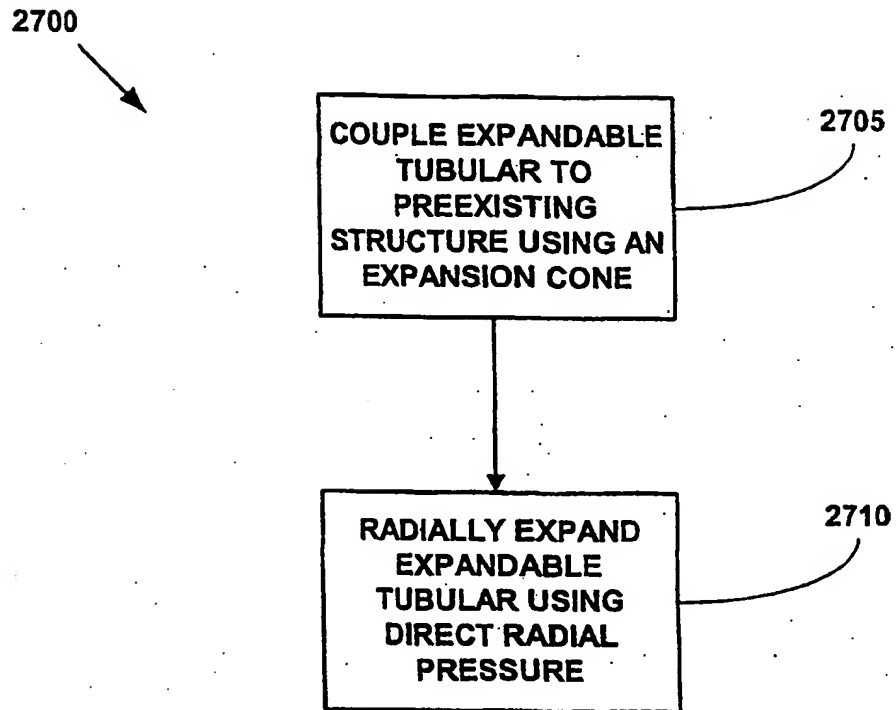 2700
COUPLE EXPANDABLE
TUBULAR TO
PREEXISTING
STRUCTURE USING AN
EXPANSION CONE
2705
RADIALLY EXPAND
EXPANDABLE
TUBULAR USING
DIRECT RADIAL
PRESSURE
2710